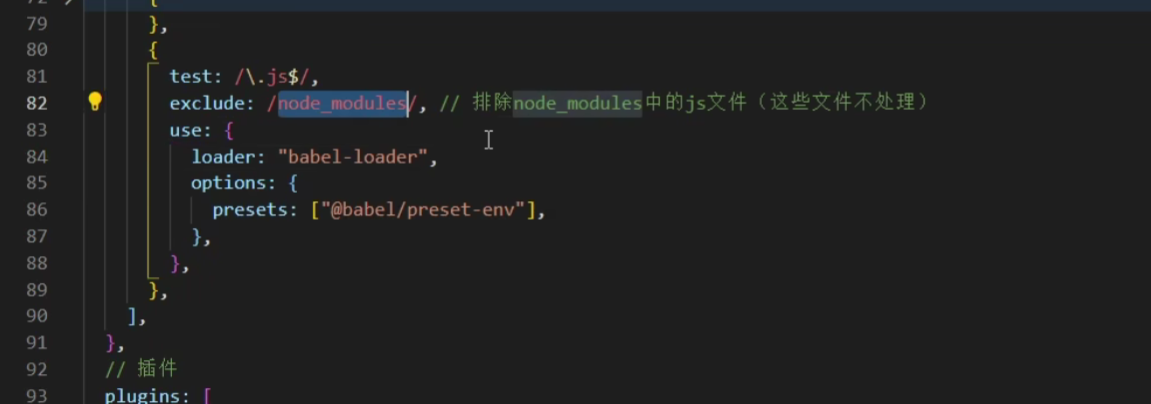 79 },
80 {
81 test: /\.js$/,
82 exclude: /node_modules/, // 排除node_modules中的js文件（这些文件不处理）
83 use: {
84 loader: "babel-loader",
85 options: {
86 presets: ["@babel/preset-env"],
87 },
88 },
89 },
90 ],
91 },
92 // 插件
93 plugins: [